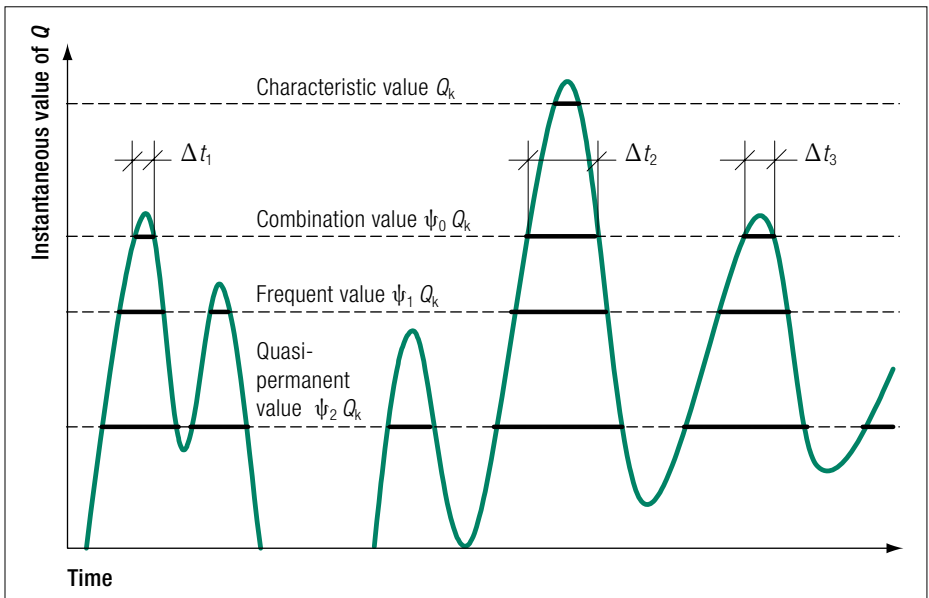 Instantaneous value of Q
Characteristic value Qk
Δt1
Δt2
Δt3
Combination value ψ0 Qk
Frequent value ψ1 Qk
Quasi-
permanent
value ψ2 Qk
Time